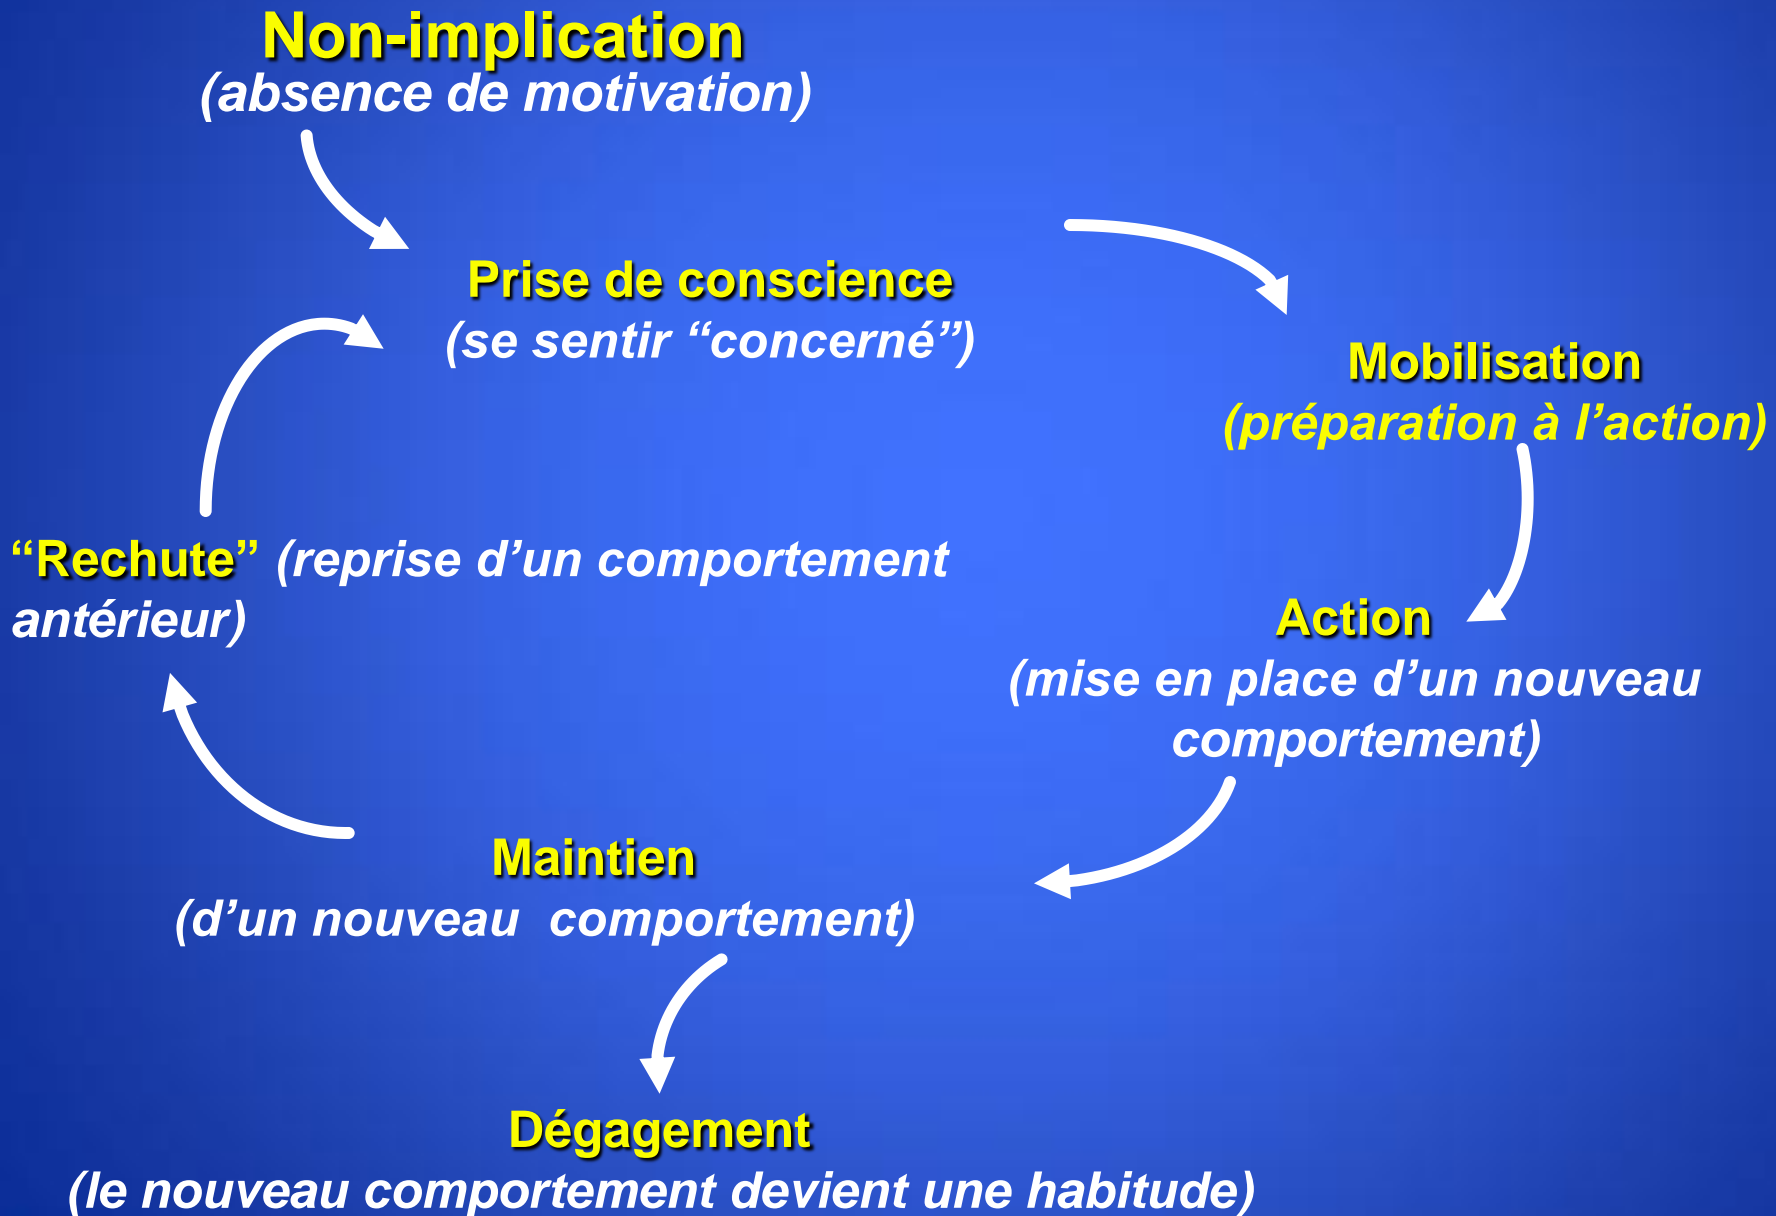 Non-implication
(absence de motivation)
Prise de conscience
(se sentir “concerné”)
Mobilisation
(préparation à l’action)
“Rechute” (reprise d’un comportement
antérieur)
Action
(mise en place d’un nouveau
comportement)
Maintien
(d’un nouveau  comportement)
Dégagement
(le nouveau comportement devient une habitude)